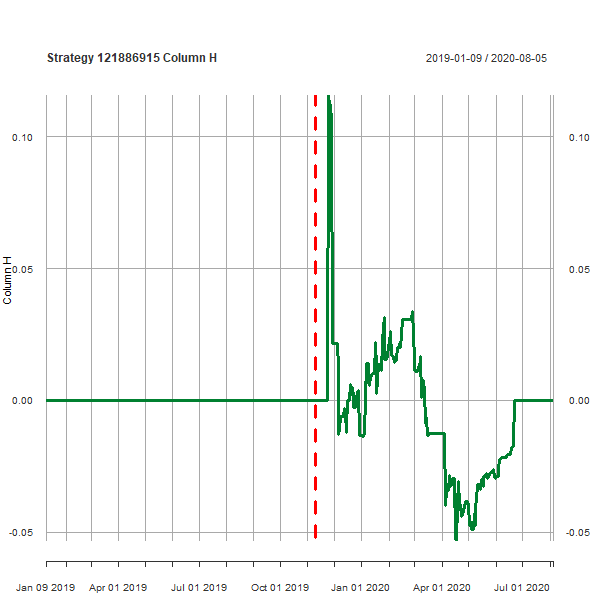 Strategy 121886915 Column H
2019-01-09 / 2020-08-05
0.10
0.10
0.05
0.05
Column H
0.00
0.00
-0.05
-0.05
Jan 09 2019
Apr 01 2019
Jul 01 2019
Oct 01 2019
Jan 01 2020
Apr 01 2020
Jul 01 2020